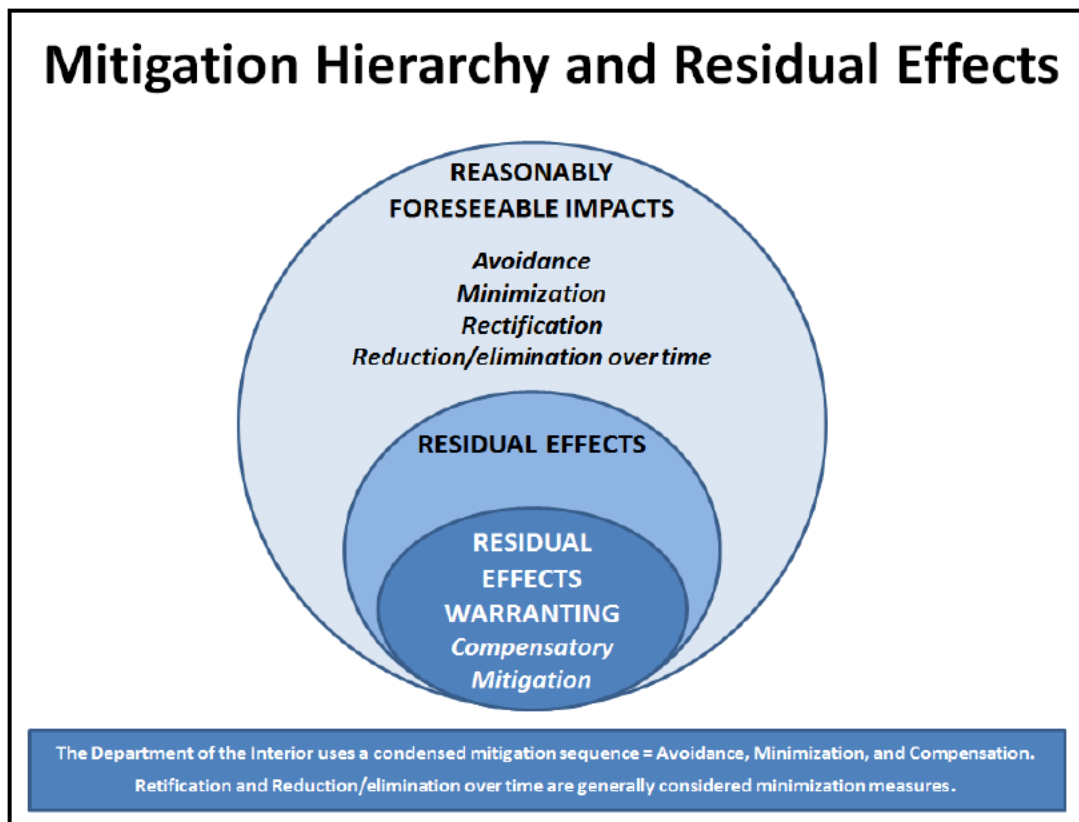 Mitigation Hierarchy and Residual Effects
REASONABLY
FORESEEABLE IMPACTS
Avoidance
Minimization
Rectification
Reduction/elimination over time
RESIDUAL EFFECTS
RESIDUAL
EFFECTS
WARRANTING
Compensatory
Mitigation
The Department of the Interior uses a condensed mitigation sequence = Avoidance, Minimization, and Compensation.
Retification and Reduction/elimination over time are generally considered minimization measures.